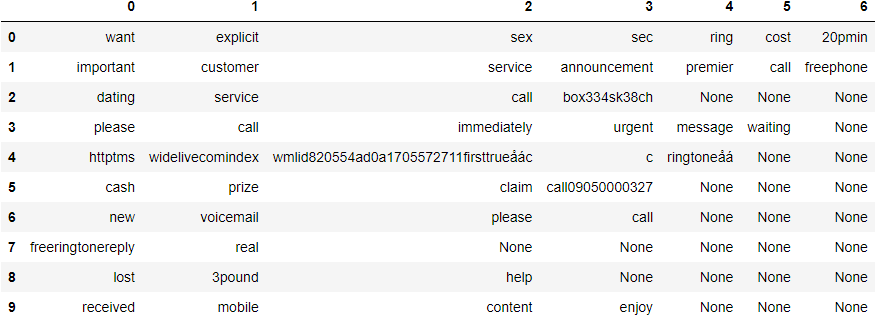 0 1 2 3 4 5 6
0 want explicit sex sec ring cost 20pmin
1 important customer service announcement premier call freephone
2 dating service call box334sk38ch None None None
3 please call immediately urgent message waiting None
4 httptms widelivecomindex wmlid820554ad0a1705572711firsttrueååc c ringtoneåå None None
5 cash prize claim call09050000327 None None None
6 new voicemail please call None None None
7 freeringtonereply real None None None None None
8 lost 3pound help None None None None
9 received mobile content enjoy None None None